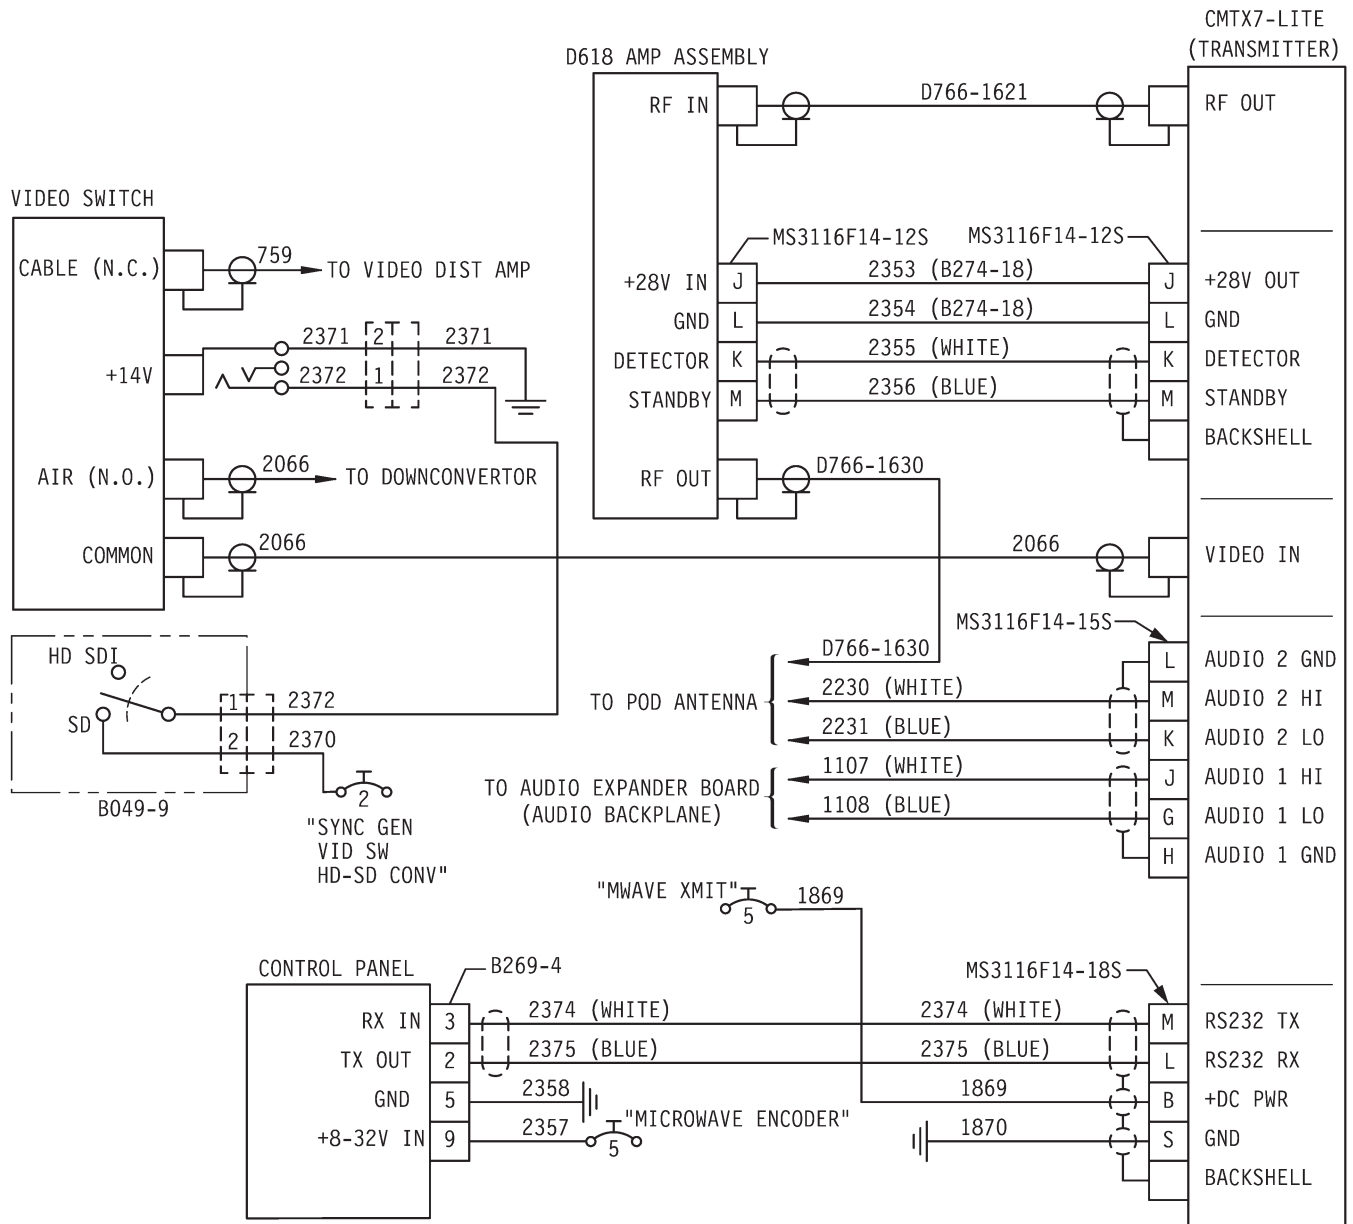 CMTX7-LITE
(TRANSMITTER)
D618 AMP ASSEMBLY
RF IN
D766-1621
RF OUT
VIDEO SWITCH
CABLE (N.C.)
759
TO VIDEO DIST AMP
MS3116F14-12S
MS3116F14-12S
+28V IN
J
2353 (B274-18)
J
+28V OUT
GND
L
2354 (B274-18)
L
GND
+14V
2371
2
2371
2372
1
2372
DETECTOR
K
2355 (WHITE)
K
DETECTOR
STANDBY
M
2356 (BLUE)
M
STANDBY
BACKSHELL
AIR (N.O.)
2066
TO DOWNCONVERTOR
RF OUT
D766-1630
COMMON
2066
2066
VIDEO IN
MS3116F14-15S
HD SDI
SD
1
2372
2
2370
B049-9
2
"SYNC GEN
VID SW
HD-SD CONV"
TO POD ANTENNA
D766-1630
L
AUDIO 2 GND
2230 (WHITE)
M
AUDIO 2 HI
2231 (BLUE)
K
AUDIO 2 LO
TO AUDIO EXPANDER BOARD
(AUDIO BACKPLANE)
1107 (WHITE)
J
AUDIO 1 HI
1108 (BLUE)
G
AUDIO 1 LO
H
AUDIO 1 GND
"MWAVE XMIT"
5
1869
CONTROL PANEL
B269-4
MS3116F14-18S
RX IN
3
2374 (WHITE)
2374 (WHITE)
M
RS232 TX
TX OUT
2
2375 (BLUE)
2375 (BLUE)
L
RS232 RX
GND
5
2358
1869
B
+DC PWR
+8-32V IN
9
2357
5
"MICROWAVE ENCODER"
1870
S
GND
BACKSHELL